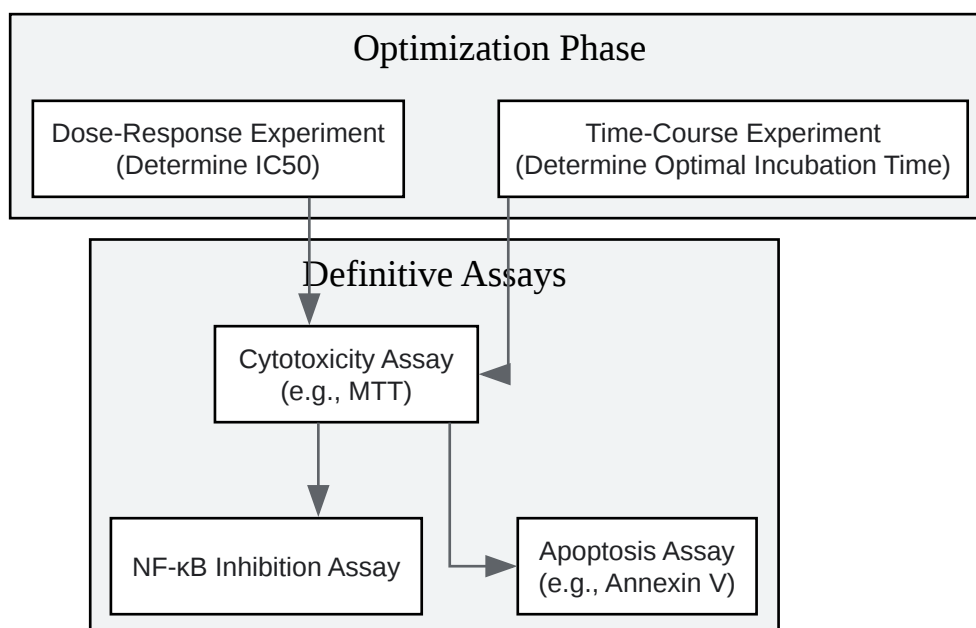 Optimization Phase
Dose-Response Experiment
(Determine IC50)
Time-Course Experiment
(Determine Optimal Incubation Time)
Definitive Assays
Cytotoxicity Assay
(e.g., MTT)
NF-κB Inhibition Assay
Apoptosis Assay
(e.g., Annexin V)